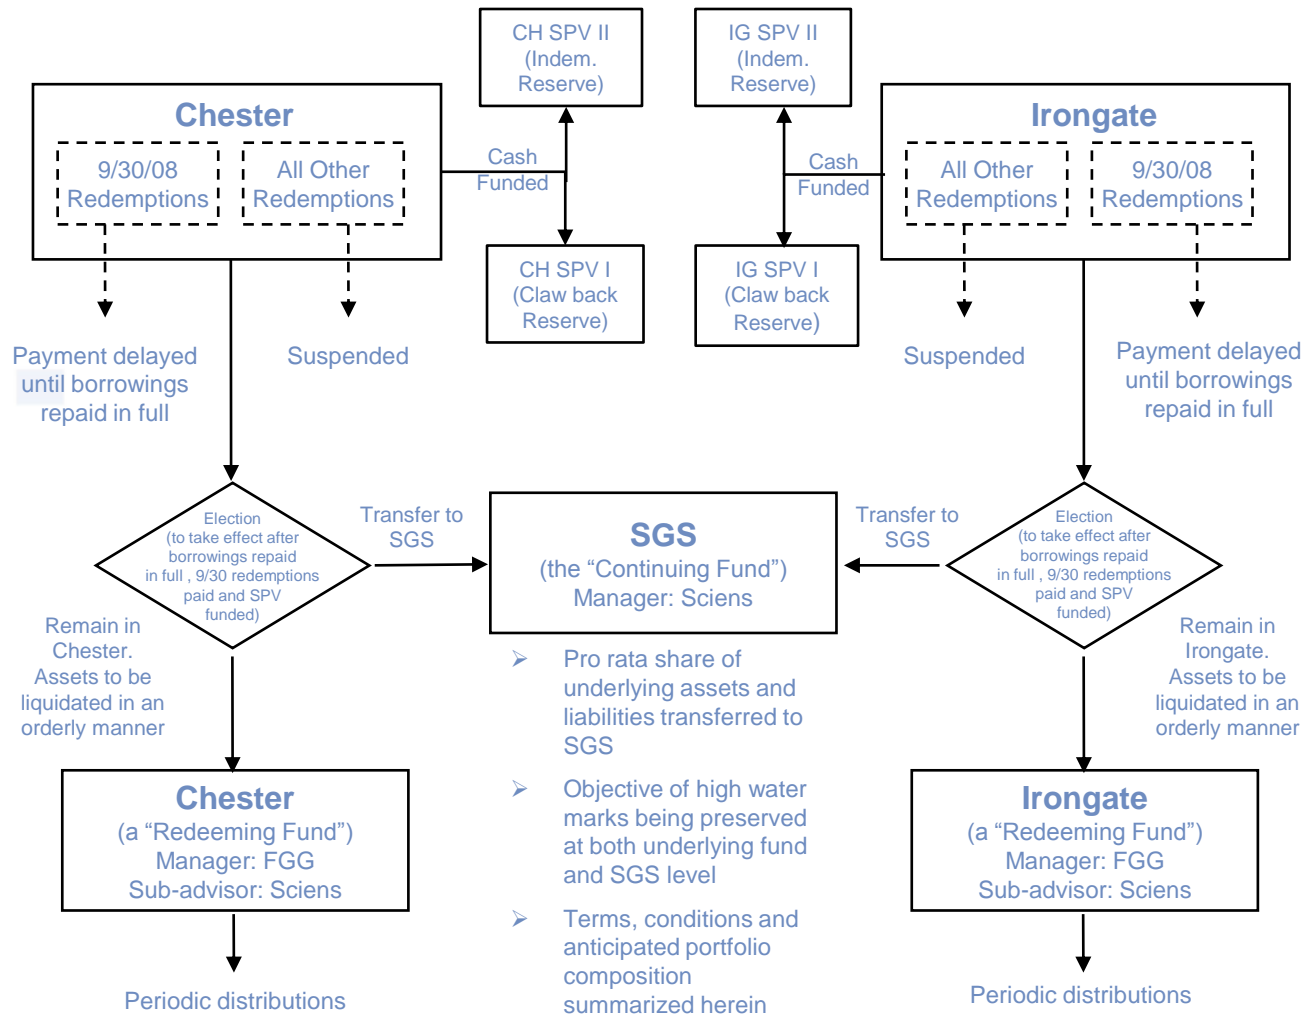 CH SPV II
(Indem.
Reserve)
IG SPV II
(Indem.
Reserve)
Chester
9/30/08
Redemptions
All Other
Redemptions
Cash
Funded
Cash
Funded
Irongate
All Other
Redemptions
9/30/08
Redemptions
CH SPV I
(Claw back
Reserve)
IG SPV I
(Claw back
Reserve)
Payment delayed
until borrowings
repaid in full
Suspended
Suspended
Payment delayed
until borrowings
repaid in full
Election
(to take effect after
borrowings repaid
in full , 9/30 redemptions
paid and SPV
funded)
Transfer to
SGS
SGS
(the “Continuing Fund”)
Manager: Sciens
Transfer to
SGS
Election
(to take effect after
borrowings repaid
in full , 9/30 redemptions
paid and SPV
funded)
Remain in
Chester.
Assets to be
liquidated in an
orderly manner
Remain in
Irongate.
Assets to be
liquidated in an
orderly manner
➢ Pro rata share of
underlying assets and
liabilities transferred to
SGS
➢ Objective of high water
marks being preserved
at both underlying fund
and SGS level
➢ Terms, conditions and
anticipated portfolio
composition
summarized herein
Chester
(a “Redeeming Fund”)
Manager: FGG
Sub-advisor: Sciens
Irongate
(a “Redeeming Fund”)
Manager: FGG
Sub-advisor: Sciens
Periodic distributions
Periodic distributions